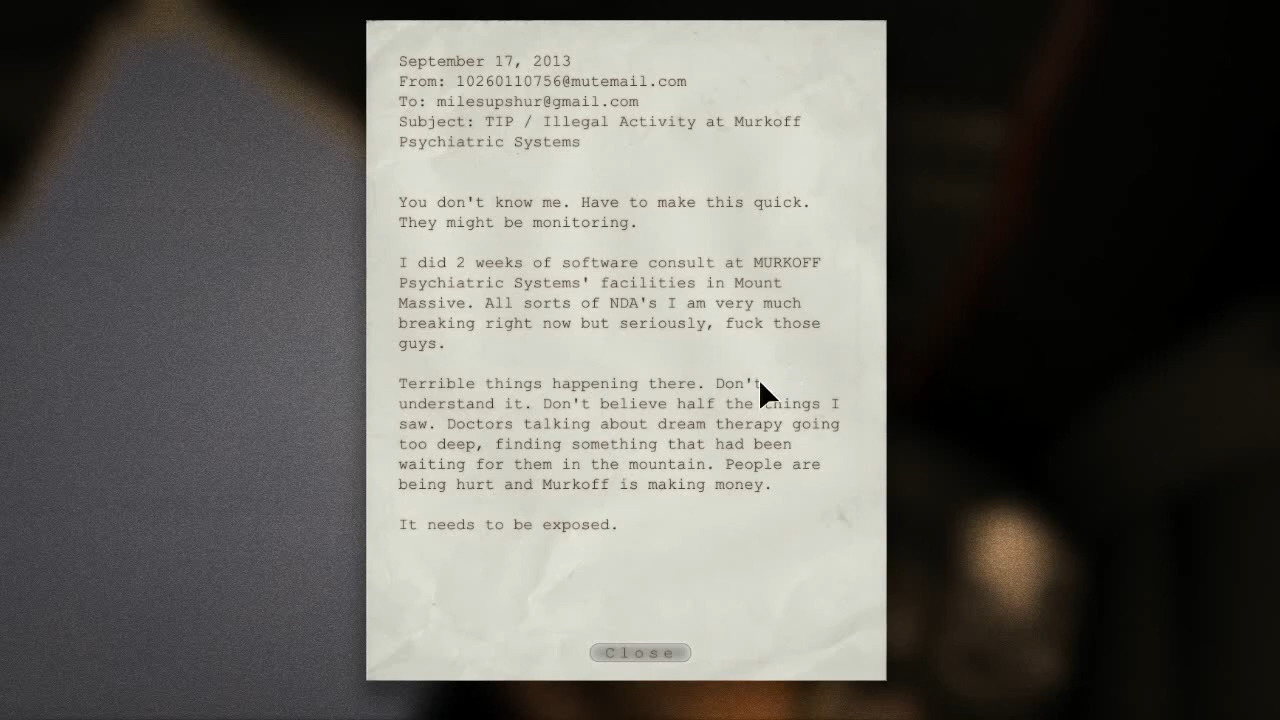 September 17, 2013
From: 10260110756@mutemail.com
To: milesupshur@gmail.com
Subject: TIP / Illegal Activity at Murkoff
Psychiatric Systems
You don't know me. Have to make this quick.
They might be monitoring.
I did 2 weeks of software consult at MURKOFF
Psychiatric Systems' facilities in Mount
Massive. All sorts of NDA's I am very much
breaking right now but seriously, fuck those
guys.
Terrible things happening there. Don't
understand it. Don't believe half the things I
saw. Doctors talking about dream therapy going
too deep, finding something that had been
waiting for them in the mountain. People are
being hurt and Murkoff is making money.
It needs to be exposed.
Close